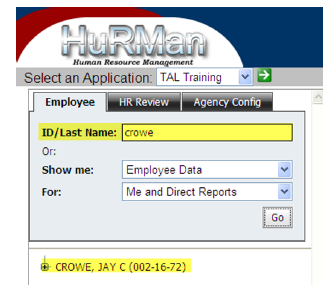 HuRMan
Human Resource Management
Select an Application: TAL Training
Employee HR Review Agency Config
ID/Last Name: crowe
Or:
Show me: Employee Data
For: Me and Direct Reports
Go
CROWE, JAY C (002-16-72)